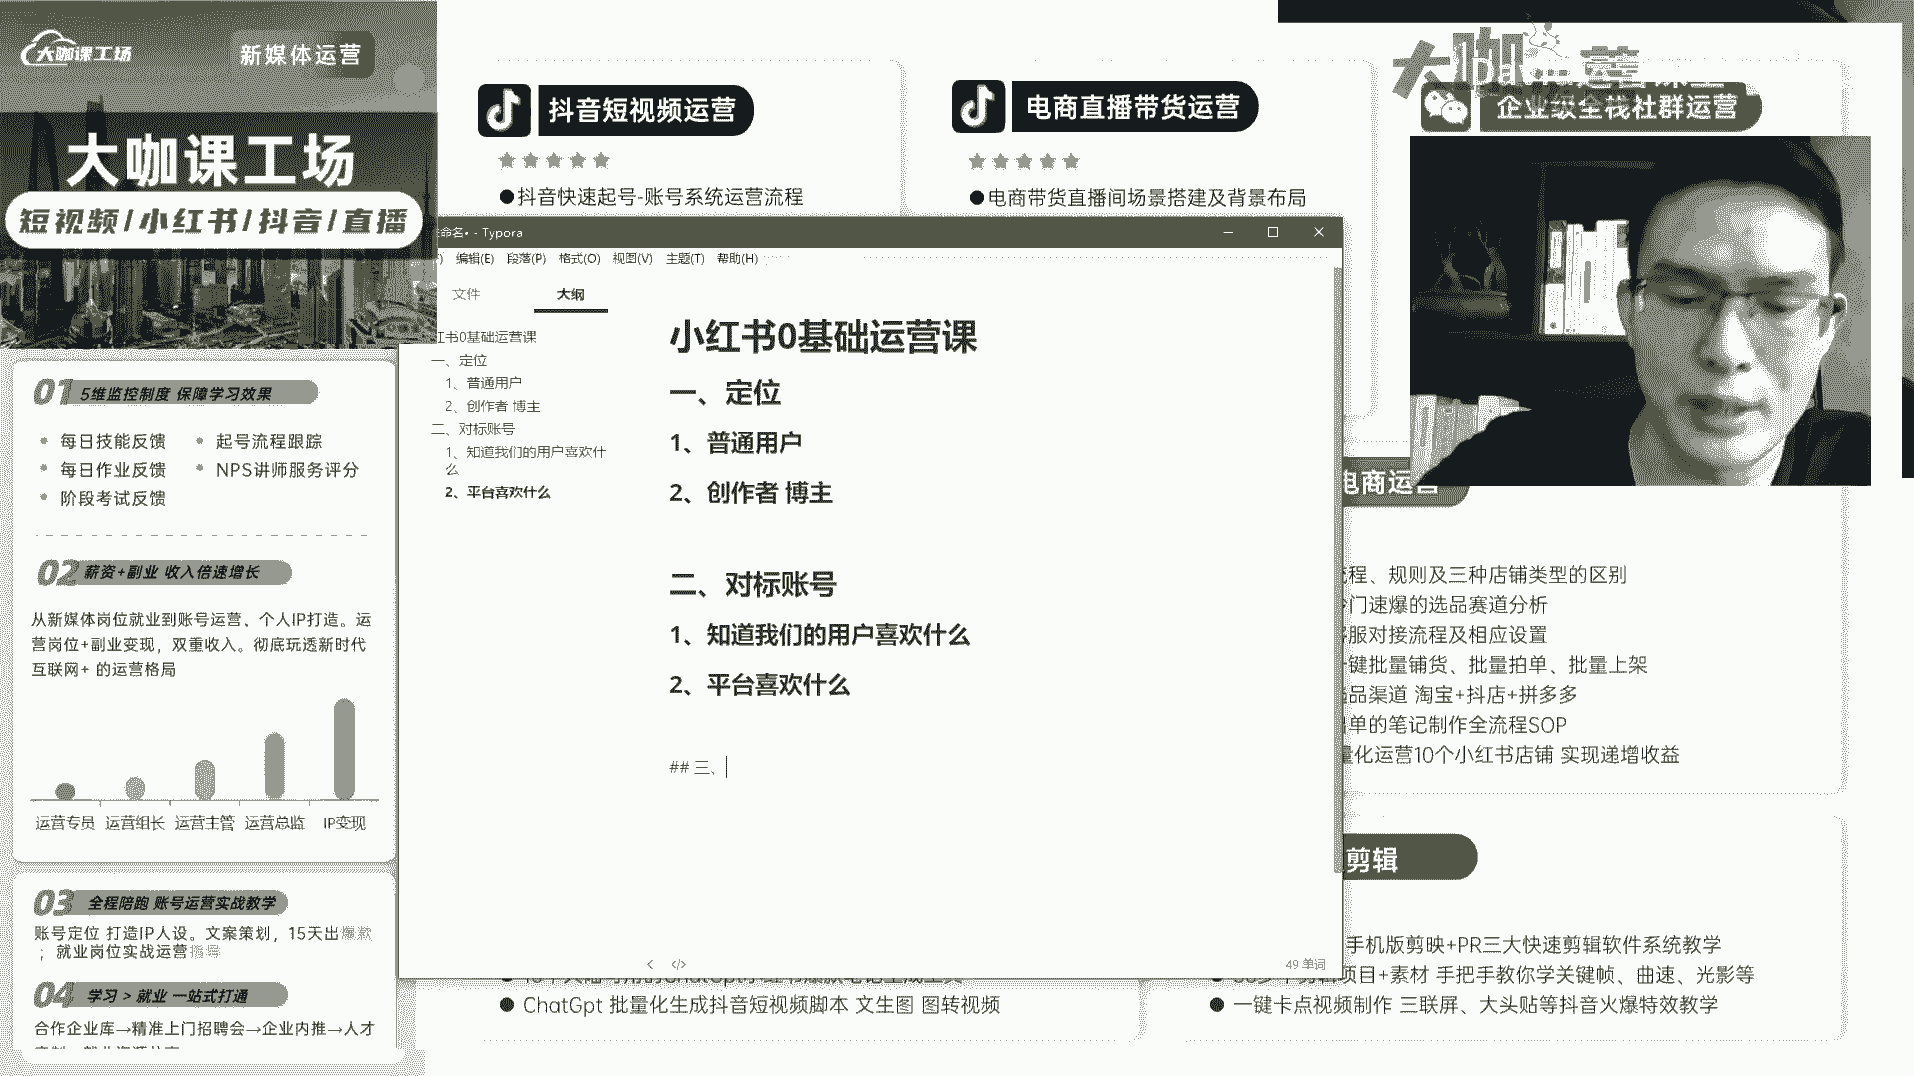 大咖课工场
新媒体运营
大咖课工场
短视频/小红书/抖音/直播
01 5维监控制度 保障学习效果
每日技能反馈
起号流程跟踪
每日作业反馈
NPS讲师服务评分
阶段考试反馈
02 薪资+副业 收入倍速增长
从新媒体岗位就业到账号运营、个人IP打造。运
营岗位+副业变现，双重收入。彻底玩透新时代
互联网+ 的运营格局
运营专员 运营组长 运营主管 运营总监 IP变现
03 全程陪跑 账号运营实战教学
账号定位 打造IP人设。文案策划，15天出爆款
；就业岗位实战运营指导
04 学习 > 就业 一站式打通
合作企业库→精准上门招聘会→企业内推→人才
抖音短视频运营
●抖音快速起号-账号系统运营流程
电商直播带货运营
●电商带货直播间场景搭建及背景布局
大咖
运营课堂
企业级全栈社群运营
命名• - Typora
编辑(E) 段落(P) 格式(O) 视图(V) 主题(T) 帮助(H)
文件
大纲
红书0基础运营课
一、定位
1、普通用户
2、创作者 博主
二、对标账号
1、知道我们的用户喜欢什
么
2、平台喜欢什么
小红书0基础运营课
一、定位
1、普通用户
2、创作者 博主
二、对标账号
1、知道我们的用户喜欢什么
2、平台喜欢什么
## 三、
49 单词
电商运营
流程、规则及三种店铺类型的区别
门速爆的选品赛道分析
客服对接流程及相应设置
键批量铺货、批量拍单、批量上架
品渠道 淘宝+抖店+拼多多
单的笔记制作全流程SOP
量化运营10个小红书店铺 实现递增收益
● ChatGpt 批量化生成抖音短视频脚本 文生图 图转视频
剪辑
手机版剪映+PR三大快速剪辑软件系统教学
项目+素材 手把手教你学关键帧、曲速、光影等
● 一键卡点视频制作 三联屏、大头贴等抖音火爆特效教学